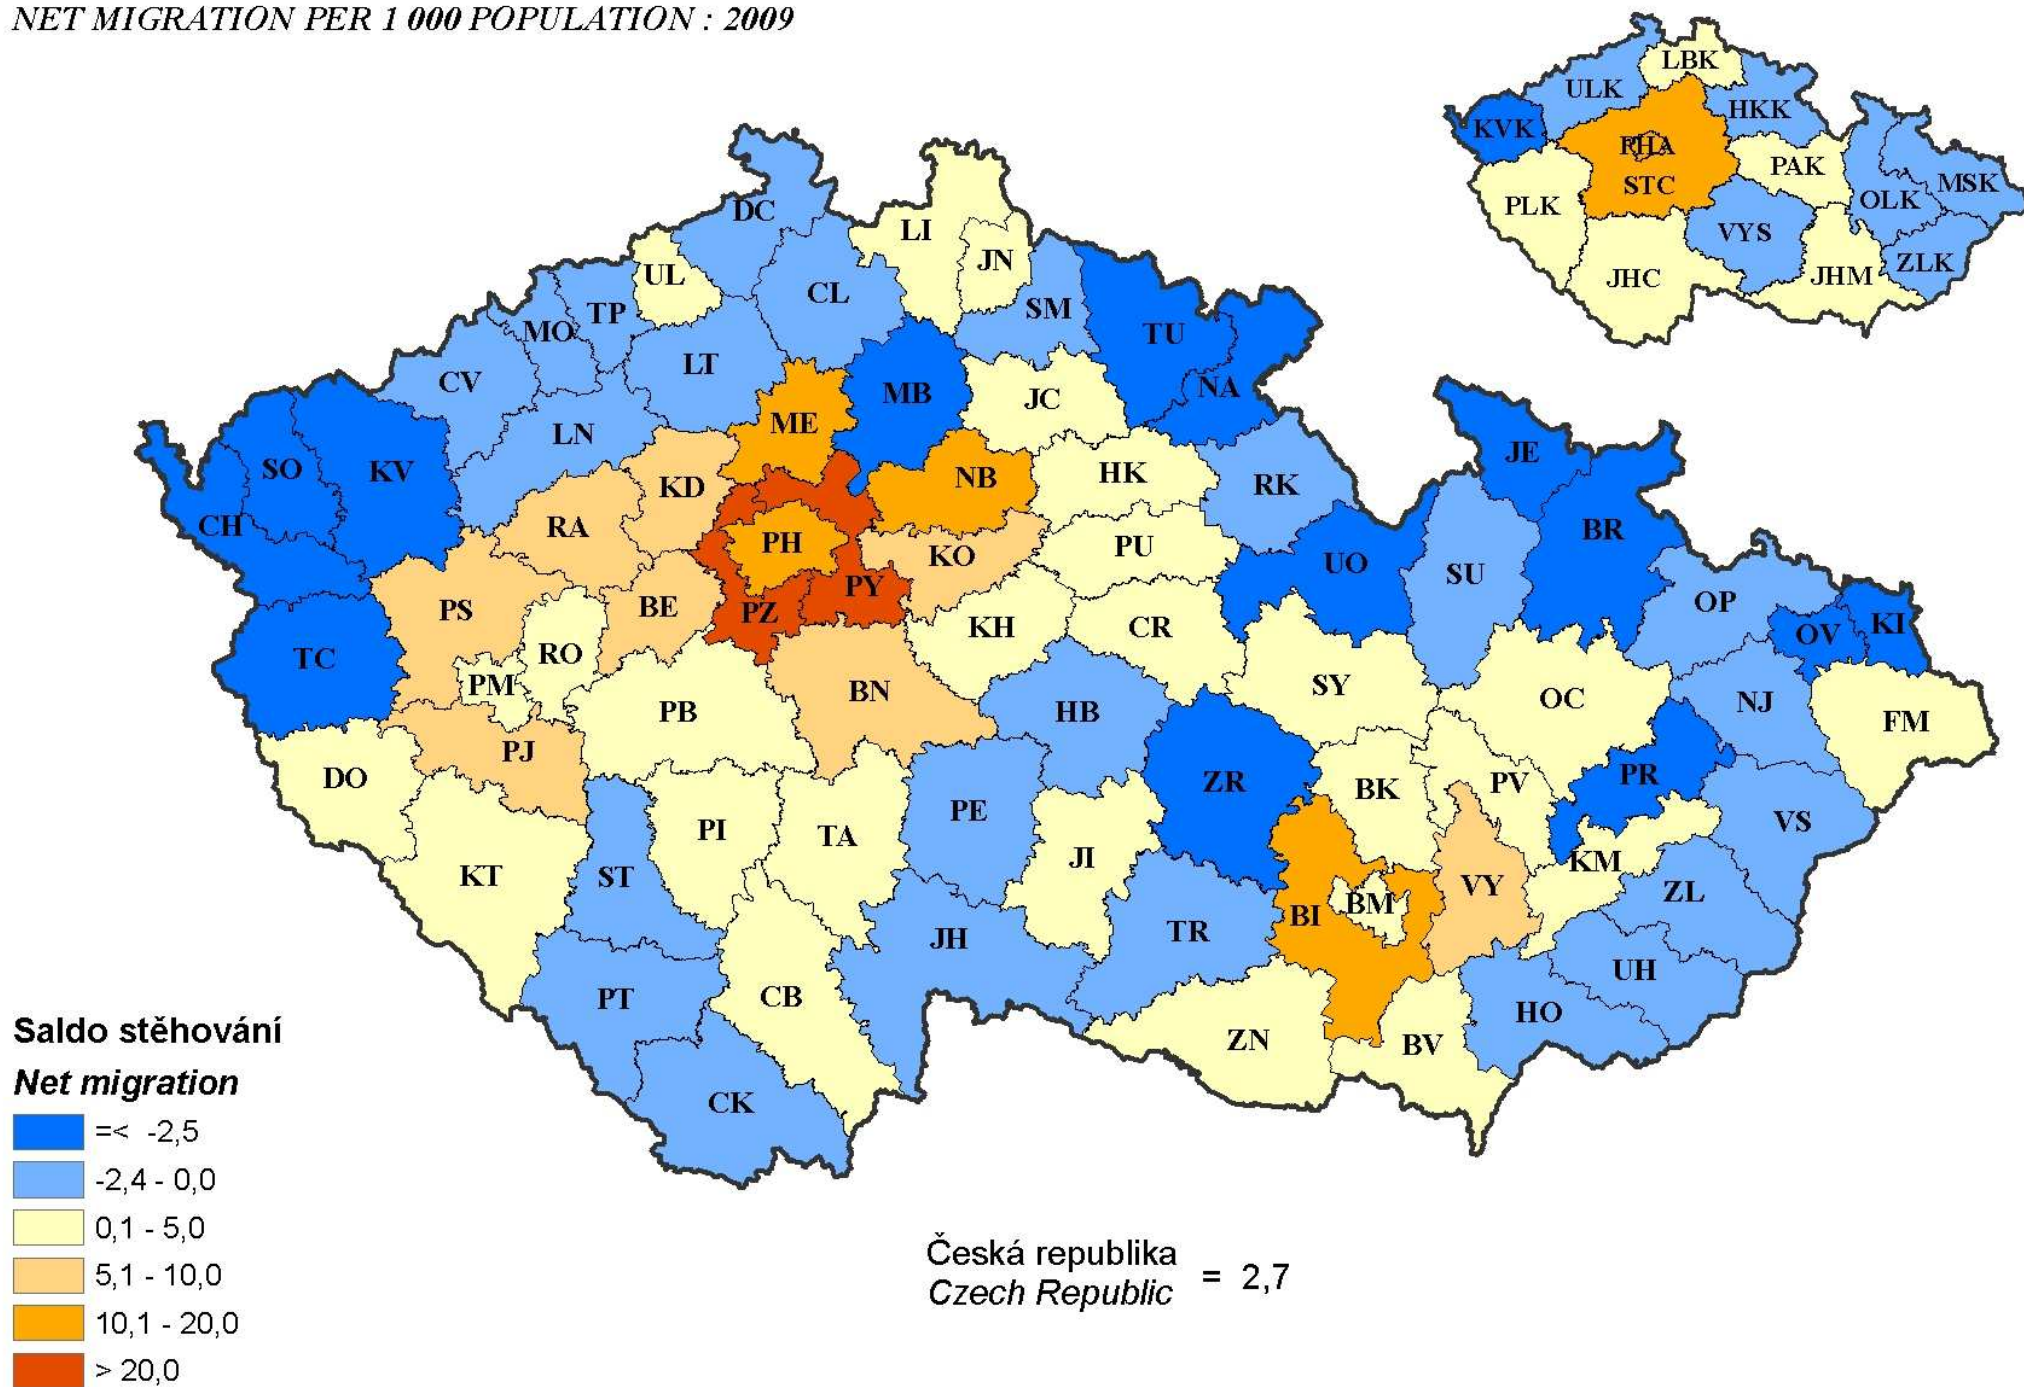 NET MIGRATION PER 1 000 POPULATION : 2009
LBK
ULK
HKK
KVK
PHA
PAK
STC
MSK
PLK
OLK
VYS
ZLK
JHC
JHM
DC
LI
JN
UL
CL
SM
TP
MO
TU
LT
CV
MB
NA
JC
ME
LN
SO
KV
KD
NB
HK
RK
JE
CH
RA
PH
KO
PU
UO
SU
BR
PS
BE
PZ
PY
KH
CR
OP
OV
KI
TC
RO
PM
BN
SY
PB
HB
OC
NJ
FM
PJ
DO
ZR
BK
PV
PR
PI
TA
PE
VS
KT
ST
JI
VY
KM
ZL
BI
BM
JH
TR
UH
PT
CB
HO
ZN
BV
CK
Saldo stěhování
Net migration
=< -2,5
-2,4 - 0,0
0,1 - 5,0
5,1 - 10,0
10,1 - 20,0
> 20,0
Česká republika
Czech Republic
= 2,7